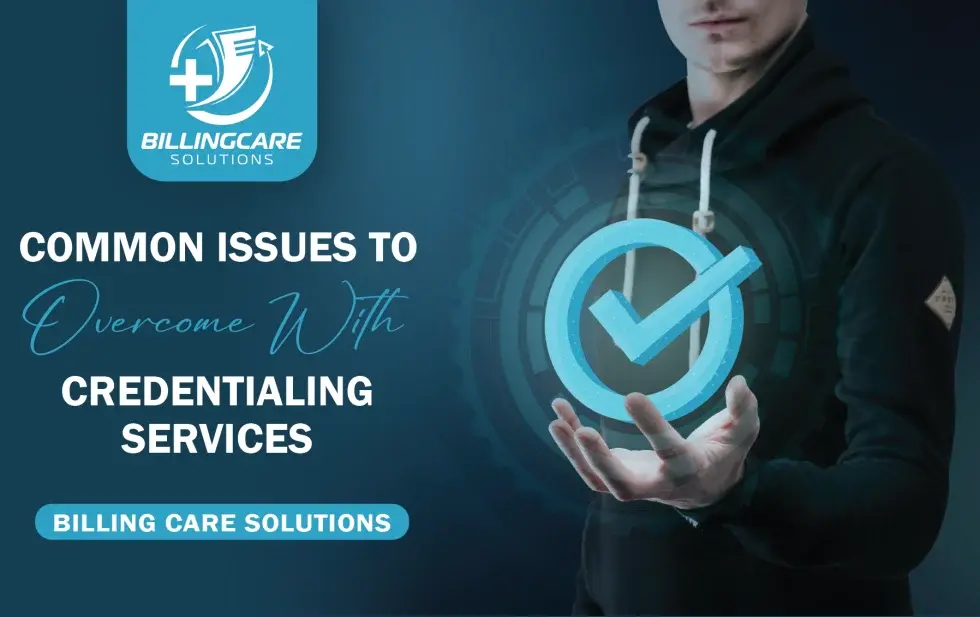 BILLINGCARE
SOLUTIONS
COMMON ISSUES TO
Overcome With
CREDENTIALING
SERVICES
BILLING CARE SOLUTIONS